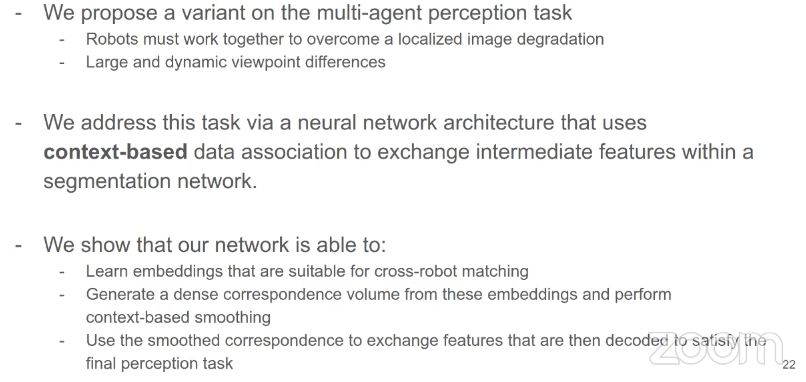 - We propose a variant on the multi-agent perception task
- Robots must work together to overcome a localized image degradation
- Large and dynamic viewpoint differences
- We address this task via a neural network architecture that uses
context-based data association to exchange intermediate features within a
segmentation network.
- We show that our network is able to:
- Learn embeddings that are suitable for cross-robot matching
- Generate a dense correspondence volume from these embeddings and perform
context-based smoothing
- Use the smoothed correspondence to exchange features that are then decoded to satisfy the
final perception task
zoom
22